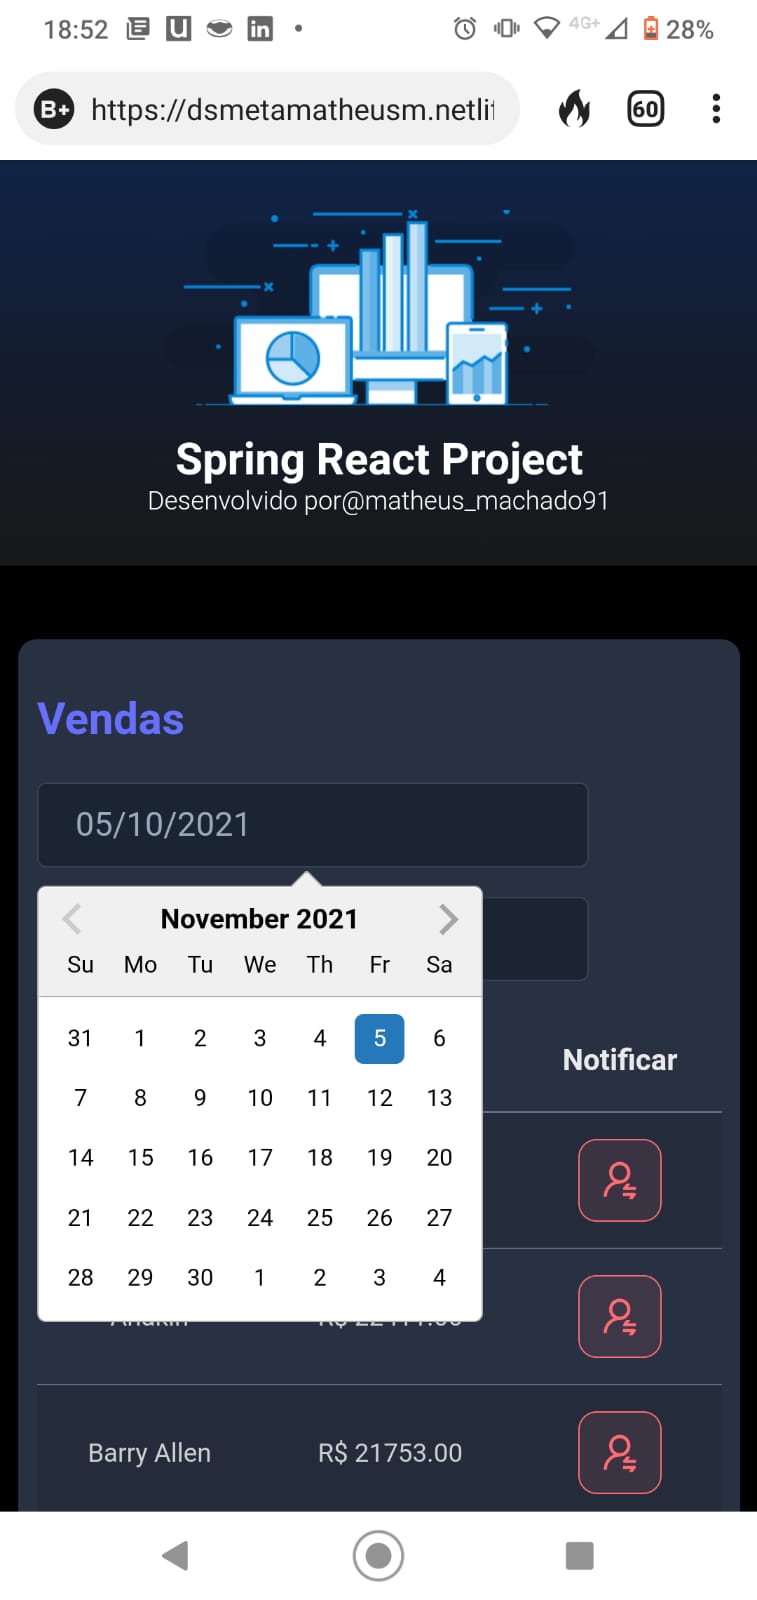 18:52
4G+ 28%
B+ https://dsmetamatheusm.netlif
60
Spring React Project
Desenvolvido por@matheus_machado91
Vendas
05/10/2021
November 2021
Su Mo Tu We Th Fr Sa
31 1 2 3 4 5 6
7 8 9 10 11 12 13
14 15 16 17 18 19 20
21 22 23 24 25 26 27
28 29 30 1 2 3 4
Notificar
Anakin
Barry Allen R$ 21753.00